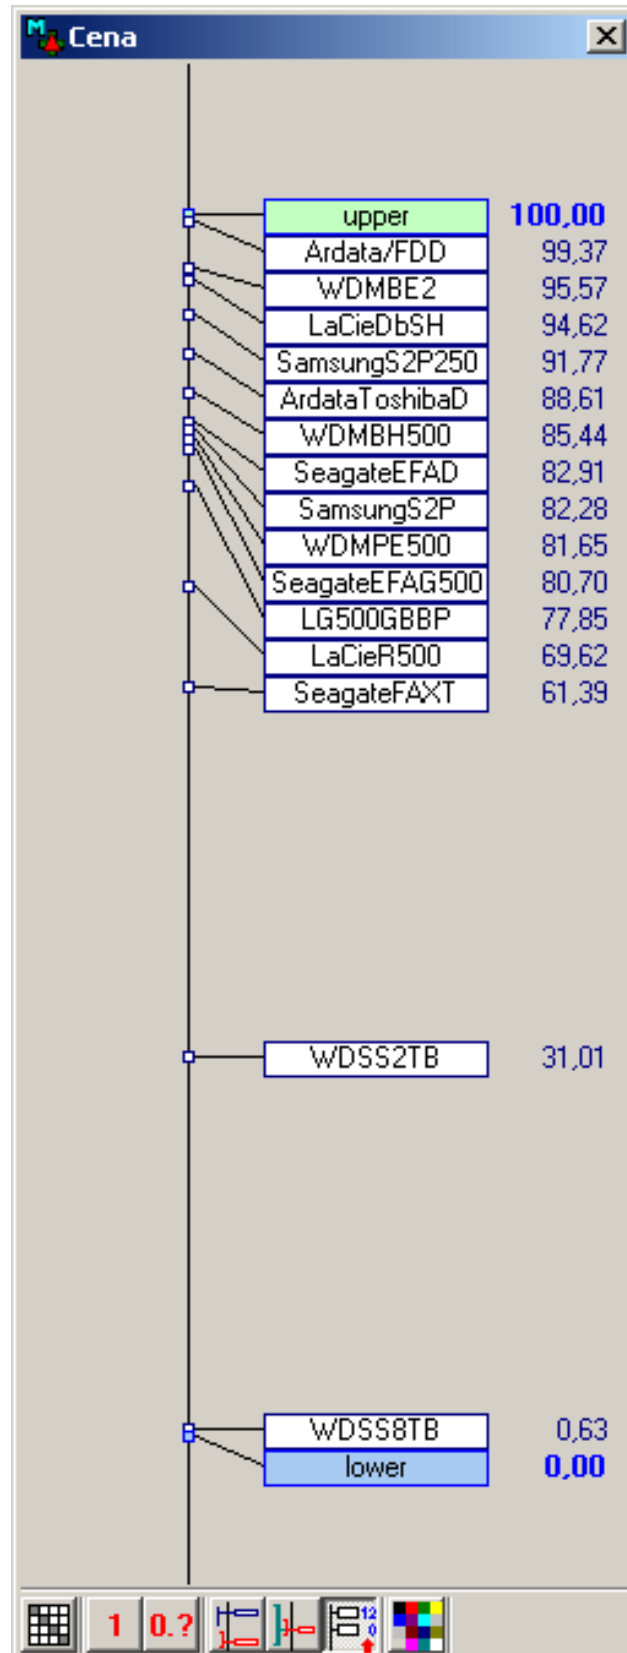 Cena
upper 100,00
Ardata/FDD 99,37
WDMBE2 95,57
LaCieDbSH 94,62
SamsungS2P250 91,77
ArdataToshibaD 88,61
WDMBH500 85,44
SeagateEFAD 82,91
SamsungS2P 82,28
WDMPE500 81,65
SeagateEFAG500 80,70
LG500GBBP 77,85
LaCieR500 69,62
SeagateFAXT 61,39
WDSS2TB 31,01
WDSS8TB 0,63
lower 0,00
1 0.? 12 0